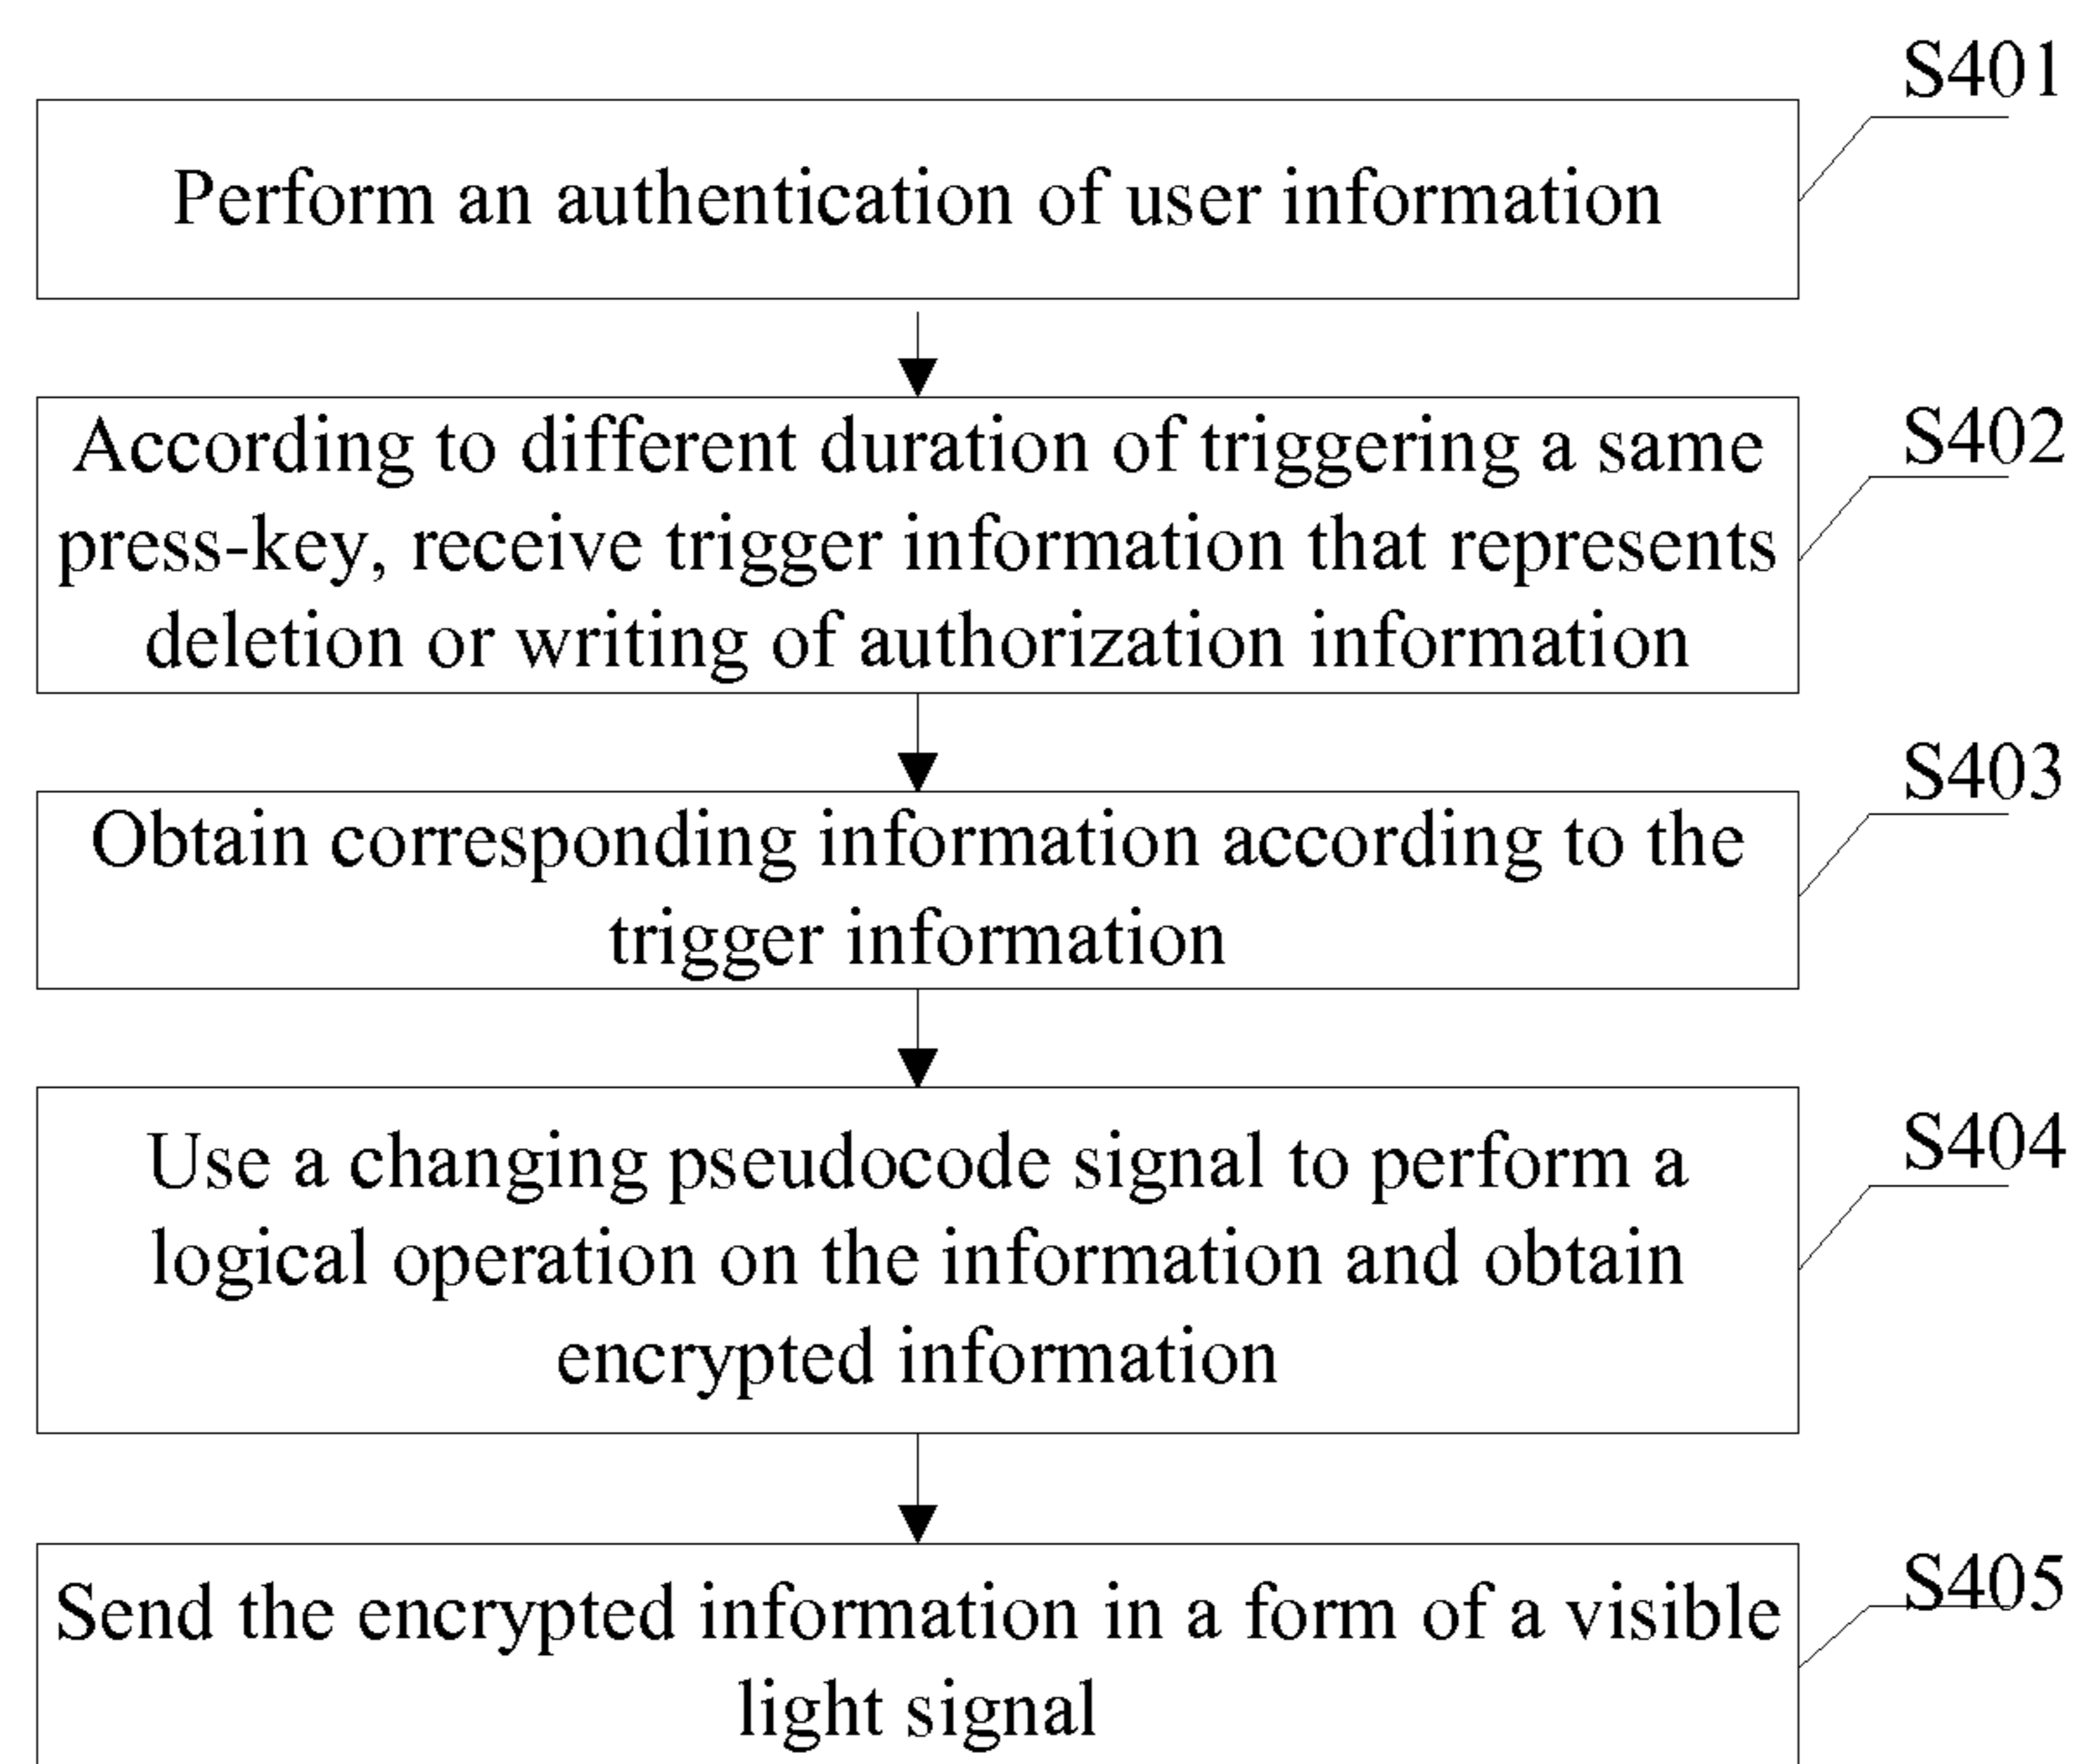 S401
Perform an authentication of user information
S402
According to different duration of triggering a same
press-key, receive trigger information that represents
deletion or writing of authorization information
S403
Obtain corresponding information according to the
trigger information
S404
Use a changing pseudocode signal to perform a
logical operation on the information and obtain
encrypted information
S405
Send the encrypted information in a form of a visible
light signal